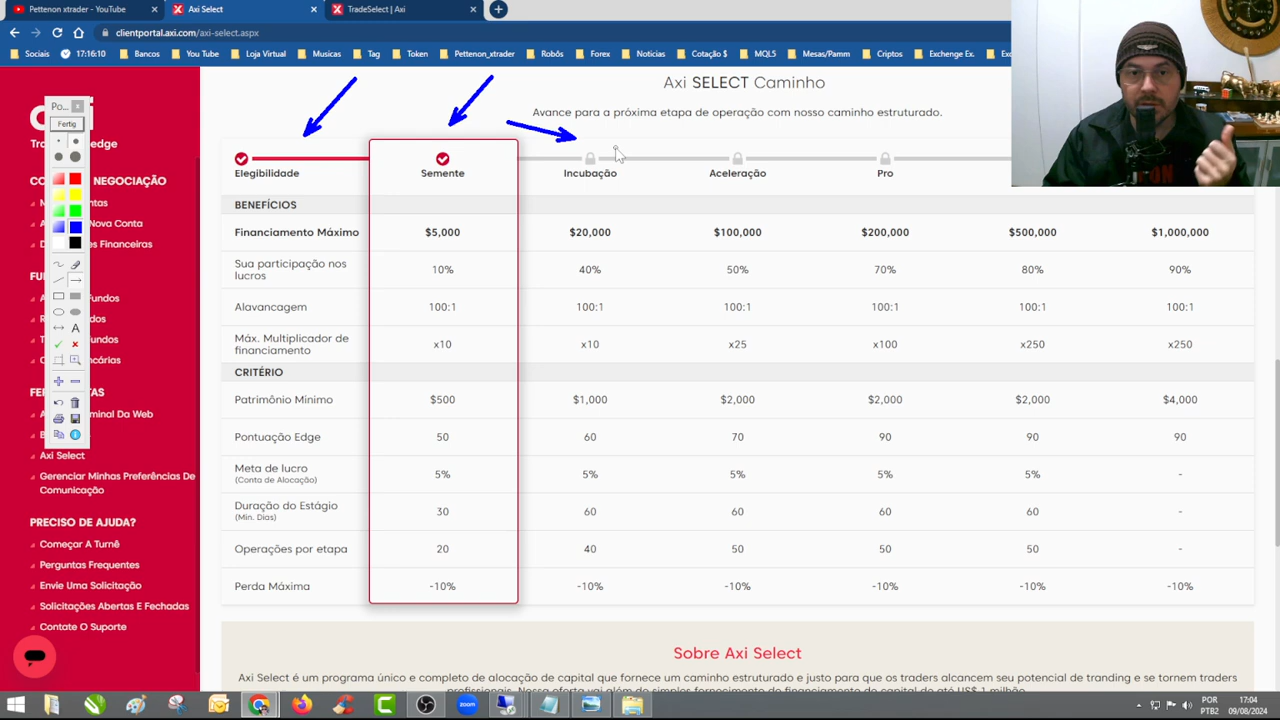 Pettenon xtrader - YouTube
Axi Select
TradeSelect | Axi
clientportal.axi.com/axi-select.aspx
Sociais
17:16:10
Bancos
You Tube
Loja Virtual
Musicas
Tag
Token
Pettenon_xtrader
Robôs
Forex
Notícias
Cotação $
MQL5
Mesas/Pamm
Criptos
Exchenge Ex.
Po...
Fertig
NEGOCIAÇÃO
Nova Conta
Financeiras
Axi Select
Gerenciar Minhas Preferências De
Comunicação
PRECISO DE AJUDA?
Começar A Turnê
Perguntas Frequentes
Envie Uma Solicitação
Solicitações Abertas E Fechadas
Contate O Suporte
Axi SELECT Caminho
Avance para a próxima etapa de operação com nosso caminho estruturado.
Elegibilidade Semente Incubação Aceleração Pro
BENEFÍCIOS
Financiamento Máximo $5,000 $20,000 $100,000 $200,000 $500,000 $1,000,000
Sua participação nos
lucros 10% 40% 50% 70% 80% 90%
Alavancagem 100:1 100:1 100:1 100:1 100:1 100:1
Máx. Multiplicador de
financiamento x10 x10 x25 x100 x250 x250
CRITÉRIO
Patrimônio Minimo $500 $1,000 $2,000 $2,000 $2,000 $4,000
Pontuação Edge 50 60 70 90 90 90
Meta de lucro 5% 5% 5% 5% 5% -
(Conta de Alocação)
Duração do Estágio 30 60 60 60 60 -
(Min. Dias)
Operações por etapa 20 40 50 50 50 -
Perda Máxima -10% -10% -10% -10% -10% -10%
Sobre Axi Select
Axi Select é um programa único e completo de alocação de capital que fornece um caminho estruturado e justo para que os traders alcancem seu potencial de tranding e se tornem traders
zoom
POR
PTB2
17:04
09/08/2024